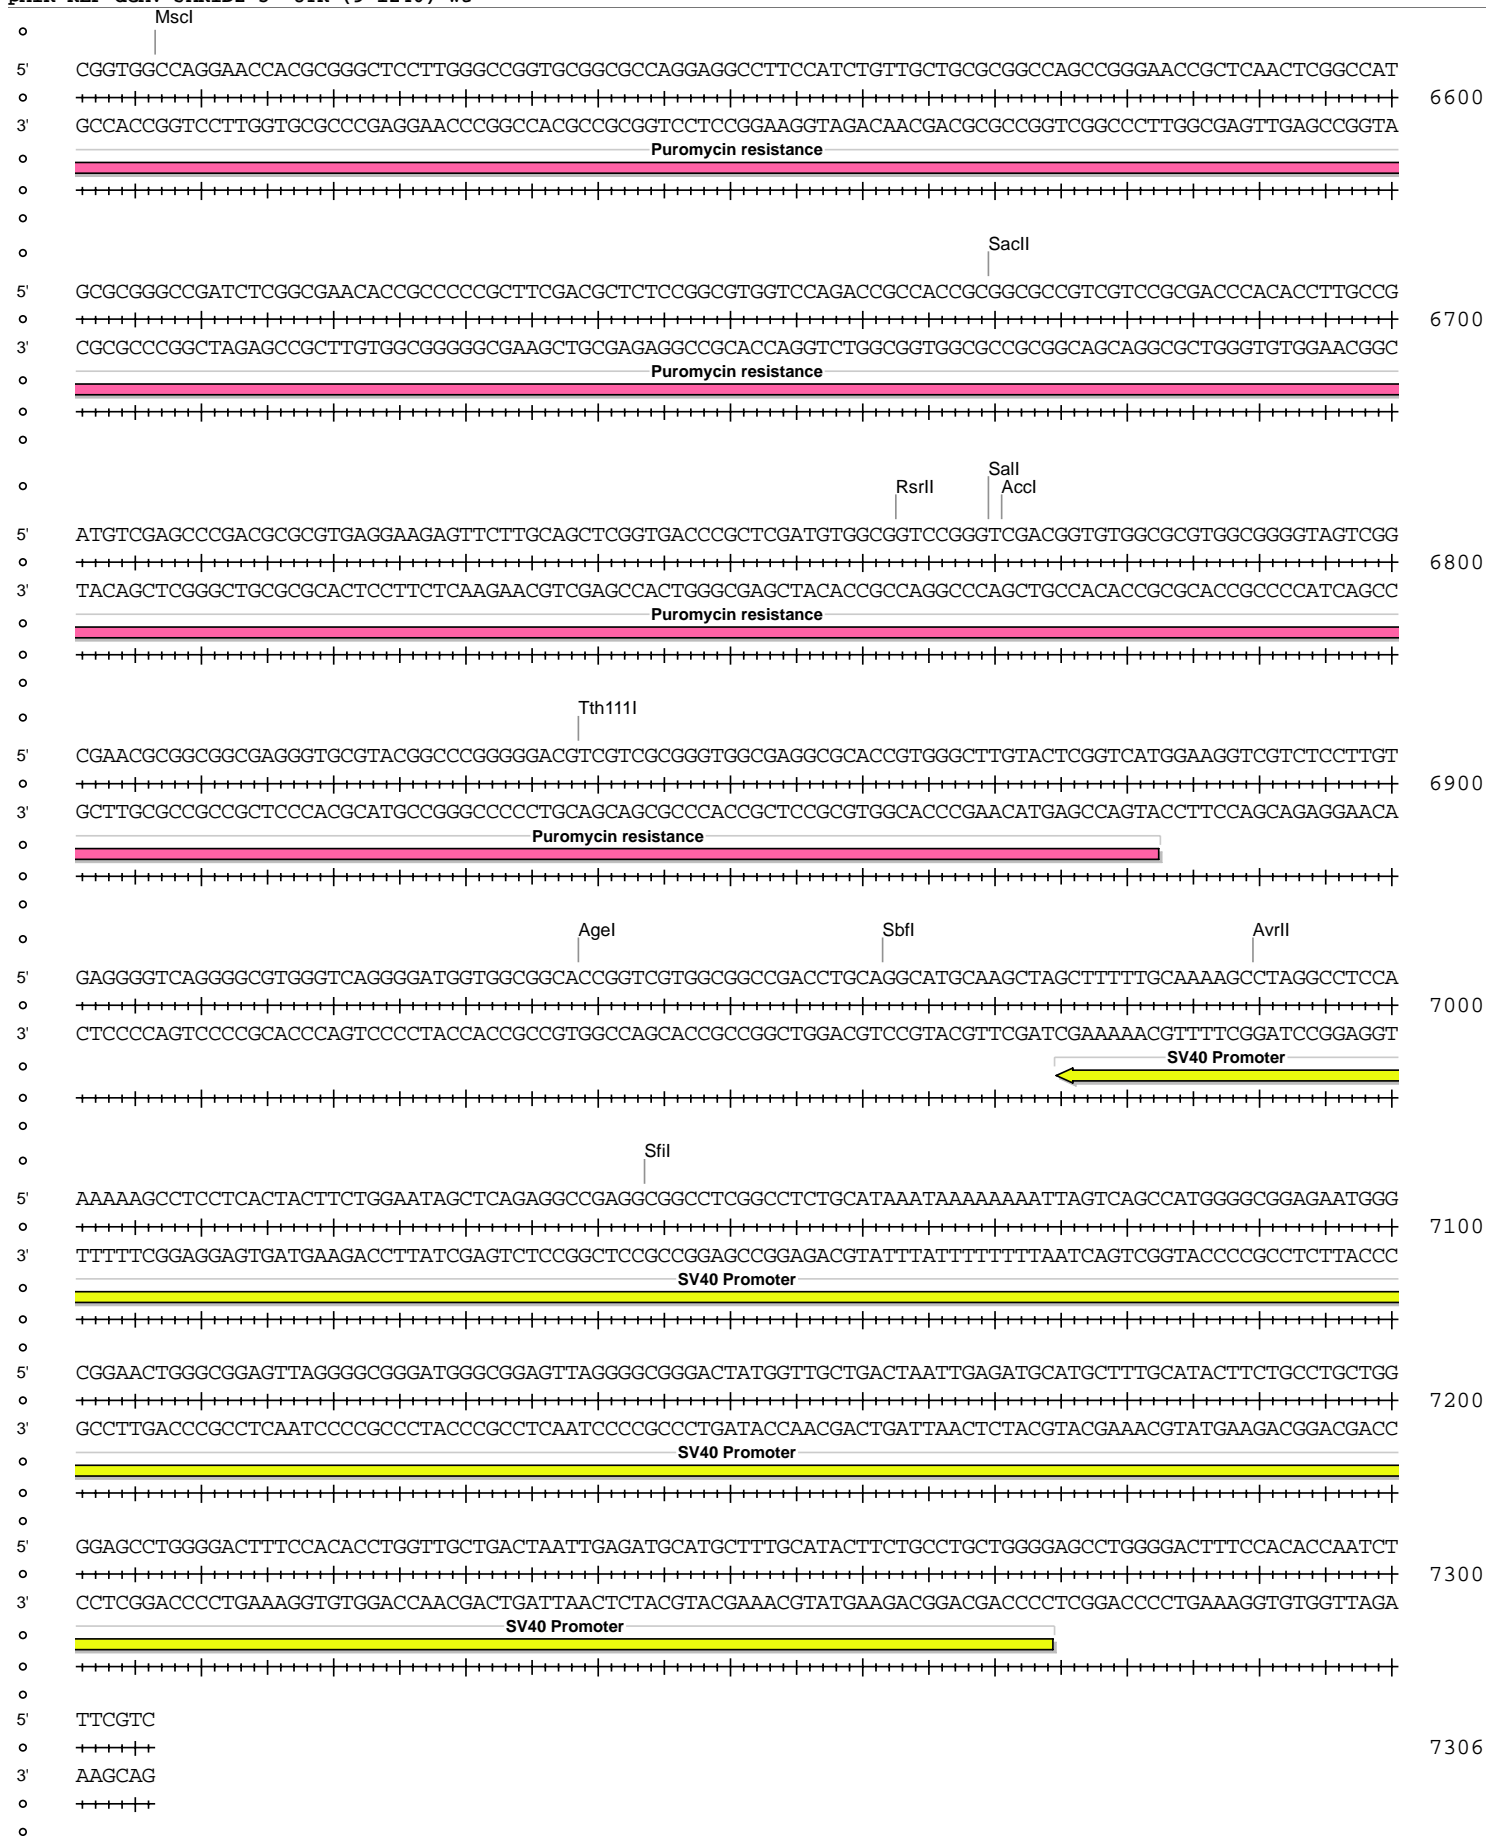 MscI
5' CGGTGGCCAGGAACCACGCGGGCTCCTTGGGCCGGTGCGGCGCCAGGAGGCCTTCCATCTGTTGCTGCGCGGCCAGCCGGGAACCGCTCAACTCGGCCAT
6600
3' GCCACCGGTCCTTGGTGCGCCCGAGGAACCCGGCCACGCCGCGGTCCTCCGGAAGGTAGACAACGACGCGCCGGTCGGCCCTTGGCGAGTTGAGCCGGTA
Puromycin resistance
SacII
5' GCGCGGGCCGATCTCGGCGAACACCGCCCCCGCTTCGACGCTCTCCGGCGTGGTCCAGACCGCCACCGCGGCGCCGTCGTCCGCGACCCACACCTTGCCG
6700
3' CGCGCCCGGCTAGAGCCGCTTGTGGCGGGGGCGAAGCTGCGAGAGGCCGCACCAGGTCTGGCGGTGGCGCCGCGGCAGCAGGCGCTGGGTGTGGAACGGC
Puromycin resistance
SalI
RsrII AccI
5' ATGTCGAGCCCGACGCGCGTGAGGAAGAGTTCTTGCAGCTCGGTGACCCGCTCGATGTGGCGGTCCGGGTCGACGGTGTGGCGCGTGGCGGGGTAGTCGG
6800
3' TACAGCTCGGGCTGCGCGCACTCCTTCTCAAGAACGTCGAGCCACTGGGCGAGCTACACCGCCAGGCCCAGCTGCCACACCGCGCACCGCCCCATCAGCC
Puromycin resistance
Tth111I
5' CGAACGCGGCGGCGAGGGTGCGTACGGCCCGGGGGACGTCGTCGCGGGTGGCGAGGCGCACCGTGGGCTTGTACTCGGTCATGGAAGGTCGTCTCCTTGT
6900
3' GCTTGCGCCGCCGCTCCCACGCATGCCGGGCCCCCTGCAGCAGCGCCCACCGCTCCGCGTGGCACCCGAACATGAGCCAGTACCTTCCAGCAGAGGAACA
Puromycin resistance
AgeI SbfI AvrII
5' GAGGGGTCAGGGGCGTGGGTCAGGGGATGGTGGCGGCACCGGTCGTGGCGGCCGACCTGCAGGCATGCAAGCTAGCTTTTTGCAAAAGCCTAGGCCTCCA
7000
3' CTCCCCAGTCCCCGCACCCAGTCCCCTACCACCGCCGTGGCCAGCACCGCCGGCTGGACGTCCGTACGTTCGATCGAAAAACGTTTTCGGATCCGGAGGT
SV40 Promoter
SfiI
5' AAAAAGCCTCCTCACTACTTCTGGAATAGCTCAGAGGCCGAGGCGGCCTCGGCCTCTGCATAAATAAAAAAAATTAGTCAGCCATGGGGCGGAGAATGGG
7100
3' TTTTTCGGAGGAGTGATGAAGACCTTATCGAGTCTCCGGCTCCGCCGGAGCCGGAGACGTATTTATTTTTTTTAATCAGTCGGTACCCCGCCTCTTACCC
SV40 Promoter
5' CGGAACTGGGCGGAGTTAGGGGCGGGATGGGCGGAGTTAGGGGCGGGACTATGGTTGCTGACTAATTGAGATGCATGCTTTGCATACTTCTGCCTGCTGG
7200
3' GCCTTGACCCGCCTCAATCCCCGCCCTACCCGCCTCAATCCCCGCCCTGATACCAACGACTGATTAACTCTACGTACGAAACGTATGAAGACGGACGACC
SV40 Promoter
5' GGAGCCTGGGGACTTTCCACACCTGGTTGCTGACTAATTGAGATGCATGCTTTGCATACTTCTGCCTGCTGGGGAGCCTGGGGACTTTCCACACCAATCT
7300
3' CCTCGGACCCCTGAAAGGTGTGGACCAACGACTGATTAACTCTACGTACGAAACGTATGAAGACGGACGACCCCTCGGACCCCTGAAAGGTGTGGTTAGA
SV40 Promoter
5' TTCGTC
7306
3' AAGCAG